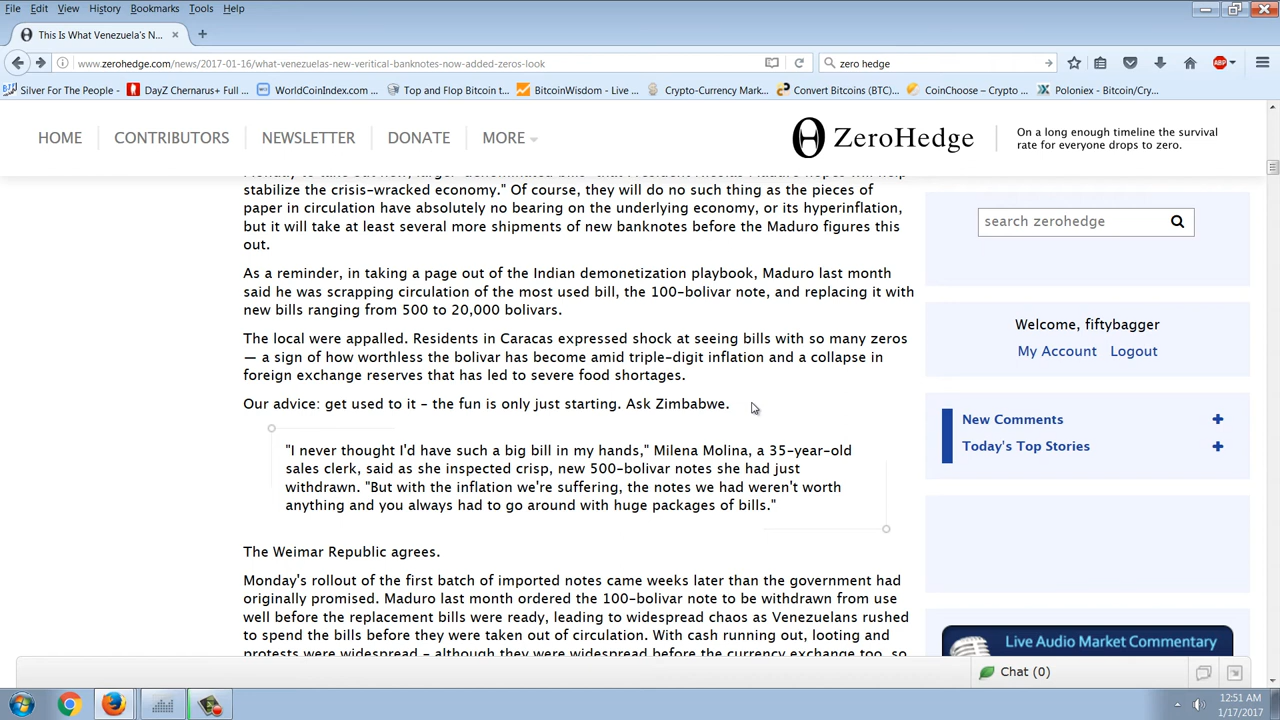 File Edit View History Bookmarks Tools Help
This Is What Venezuela's N...
www.zerohedge.com/news/2017-01-16/what-venezuelas-new-veritical-banknotes-now-added-zeros-look
zero hedge
ABP
Silver For The People -
DayZ Chernarus+ Full ...
WorldCoinIndex.com ...
Top and Flop Bitcoin t...
BitcoinWisdom - Live ...
Crypto-Currency Mark...
Convert Bitcoins (BTC)...
CoinChoose – Crypto ...
Poloniex - Bitcoin/Cry...
HOME
CONTRIBUTORS
NEWSLETTER
DONATE
MORE
ZeroHedge
On a long enough timeline the survival
rate for everyone drops to zero.
stabilize the crisis-wracked economy." Of course, they will do no such thing as the pieces of
paper in circulation have absolutely no bearing on the underlying economy, or its hyperinflation,
but it will take at least several more shipments of new banknotes before the Maduro figures this
out.
As a reminder, in taking a page out of the Indian demonetization playbook, Maduro last month
said he was scrapping circulation of the most used bill, the 100-bolivar note, and replacing it with
new bills ranging from 500 to 20,000 bolivars.
The local were appalled. Residents in Caracas expressed shock at seeing bills with so many zeros
— a sign of how worthless the bolivar has become amid triple-digit inflation and a collapse in
foreign exchange reserves that has led to severe food shortages.
Our advice: get used to it - the fun is only just starting. Ask Zimbabwe.
"I never thought I'd have such a big bill in my hands," Milena Molina, a 35-year-old
sales clerk, said as she inspected crisp, new 500-bolivar notes she had just
withdrawn. "But with the inflation we're suffering, the notes we had weren't worth
anything and you always had to go around with huge packages of bills."
The Weimar Republic agrees.
Monday's rollout of the first batch of imported notes came weeks later than the government had
originally promised. Maduro last month ordered the 100-bolivar note to be withdrawn from use
well before the replacement bills were ready, leading to widespread chaos as Venezuelans rushed
to spend the bills before they were taken out of circulation. With cash running out, looting and
protests were widespread - although they were widespread before the currency exchange too, so
search zerohedge
Welcome, fiftybagger
My Account Logout
New Comments +
Today's Top Stories +
Live Audio Market Commentary
Chat (0)
12:51 AM
1/17/2017